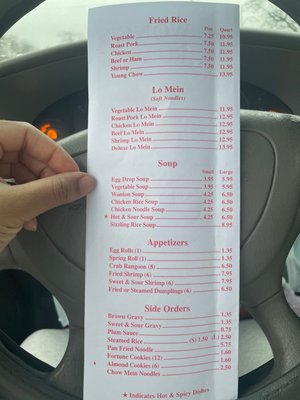 Fried Rice
Pint Quart
Vegetable 7.25 10.95
Roast Pork 7.50 11.95
Chicken 7.50 11.95
Beef or Ham 7.50 11.95
Shrimp 7.50 11.95
Young Chow 13.95
Lo Mein
(Soft Noodles)
Vegetable Lo Mein 11.95
Roast Pork Lo Mein 12.95
Chicken Lo Mein 12.95
Beef Lo Mein 12.95
Shrimp Lo Mein 12.95
Deluxe Lo Mein 13.95
Soup
Small Large
Egg Drop Soup 3.95 5.95
Vegetable Soup 3.95 5.95
Wonton Soup 4.25 6.50
Chicken Rice Soup 4.25 6.50
Chicken Noodle Soup 4.25 6.50
★ Hot & Sour Soup 4.25 6.50
Sizzling Rice Soup 8.95
Appetizers
Egg Rolls (1) 1.35
Spring Roll (1) 1.35
Crab Rangoon (8) 6.50
Fried Shrimp (6) 7.95
Sweet & Sour Shrimp (6) 7.95
Fried or Steamed Dumplings (6) 6.50
Side Orders
Brown Gravy 1.35
Sweet & Sour Gravy 1.35
Plum Sauce 0.75
Steamed Rice (S) 1.50 (L) 2.50
Pan Fried Noodle 5.75
Fortune Cookies (12) 1.60
Almond Cookies (6) 1.60
Chow Mein Noodles 2.50
★ Indicates Hot & Spicy Dishes